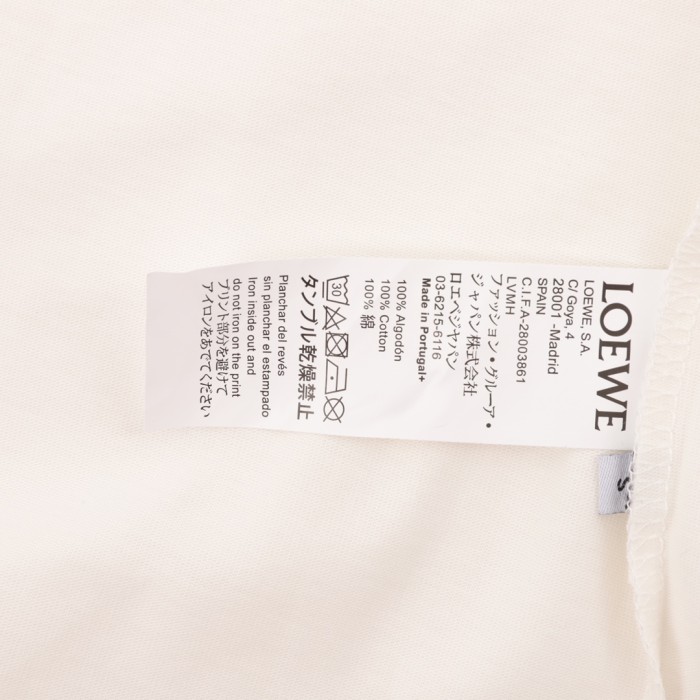 LOEWE
LOEWE, S.A.
C/ Goya, 4
28001 -Madrid
SPAIN
C.I.F.A-28003861
LVMH
ファッション・グルーア・
ジャパン株式会社
ロエベジャパン
03-6215-6116
Made in Portugal+
100% Algodón
100% Cotton
100% 綿
30
タンブル乾燥禁止
Planchar del revés
sin planchar el estampado
Iron inside out and
do not iron on the print
プリント部分を避けて
アイロンをあでてください
S